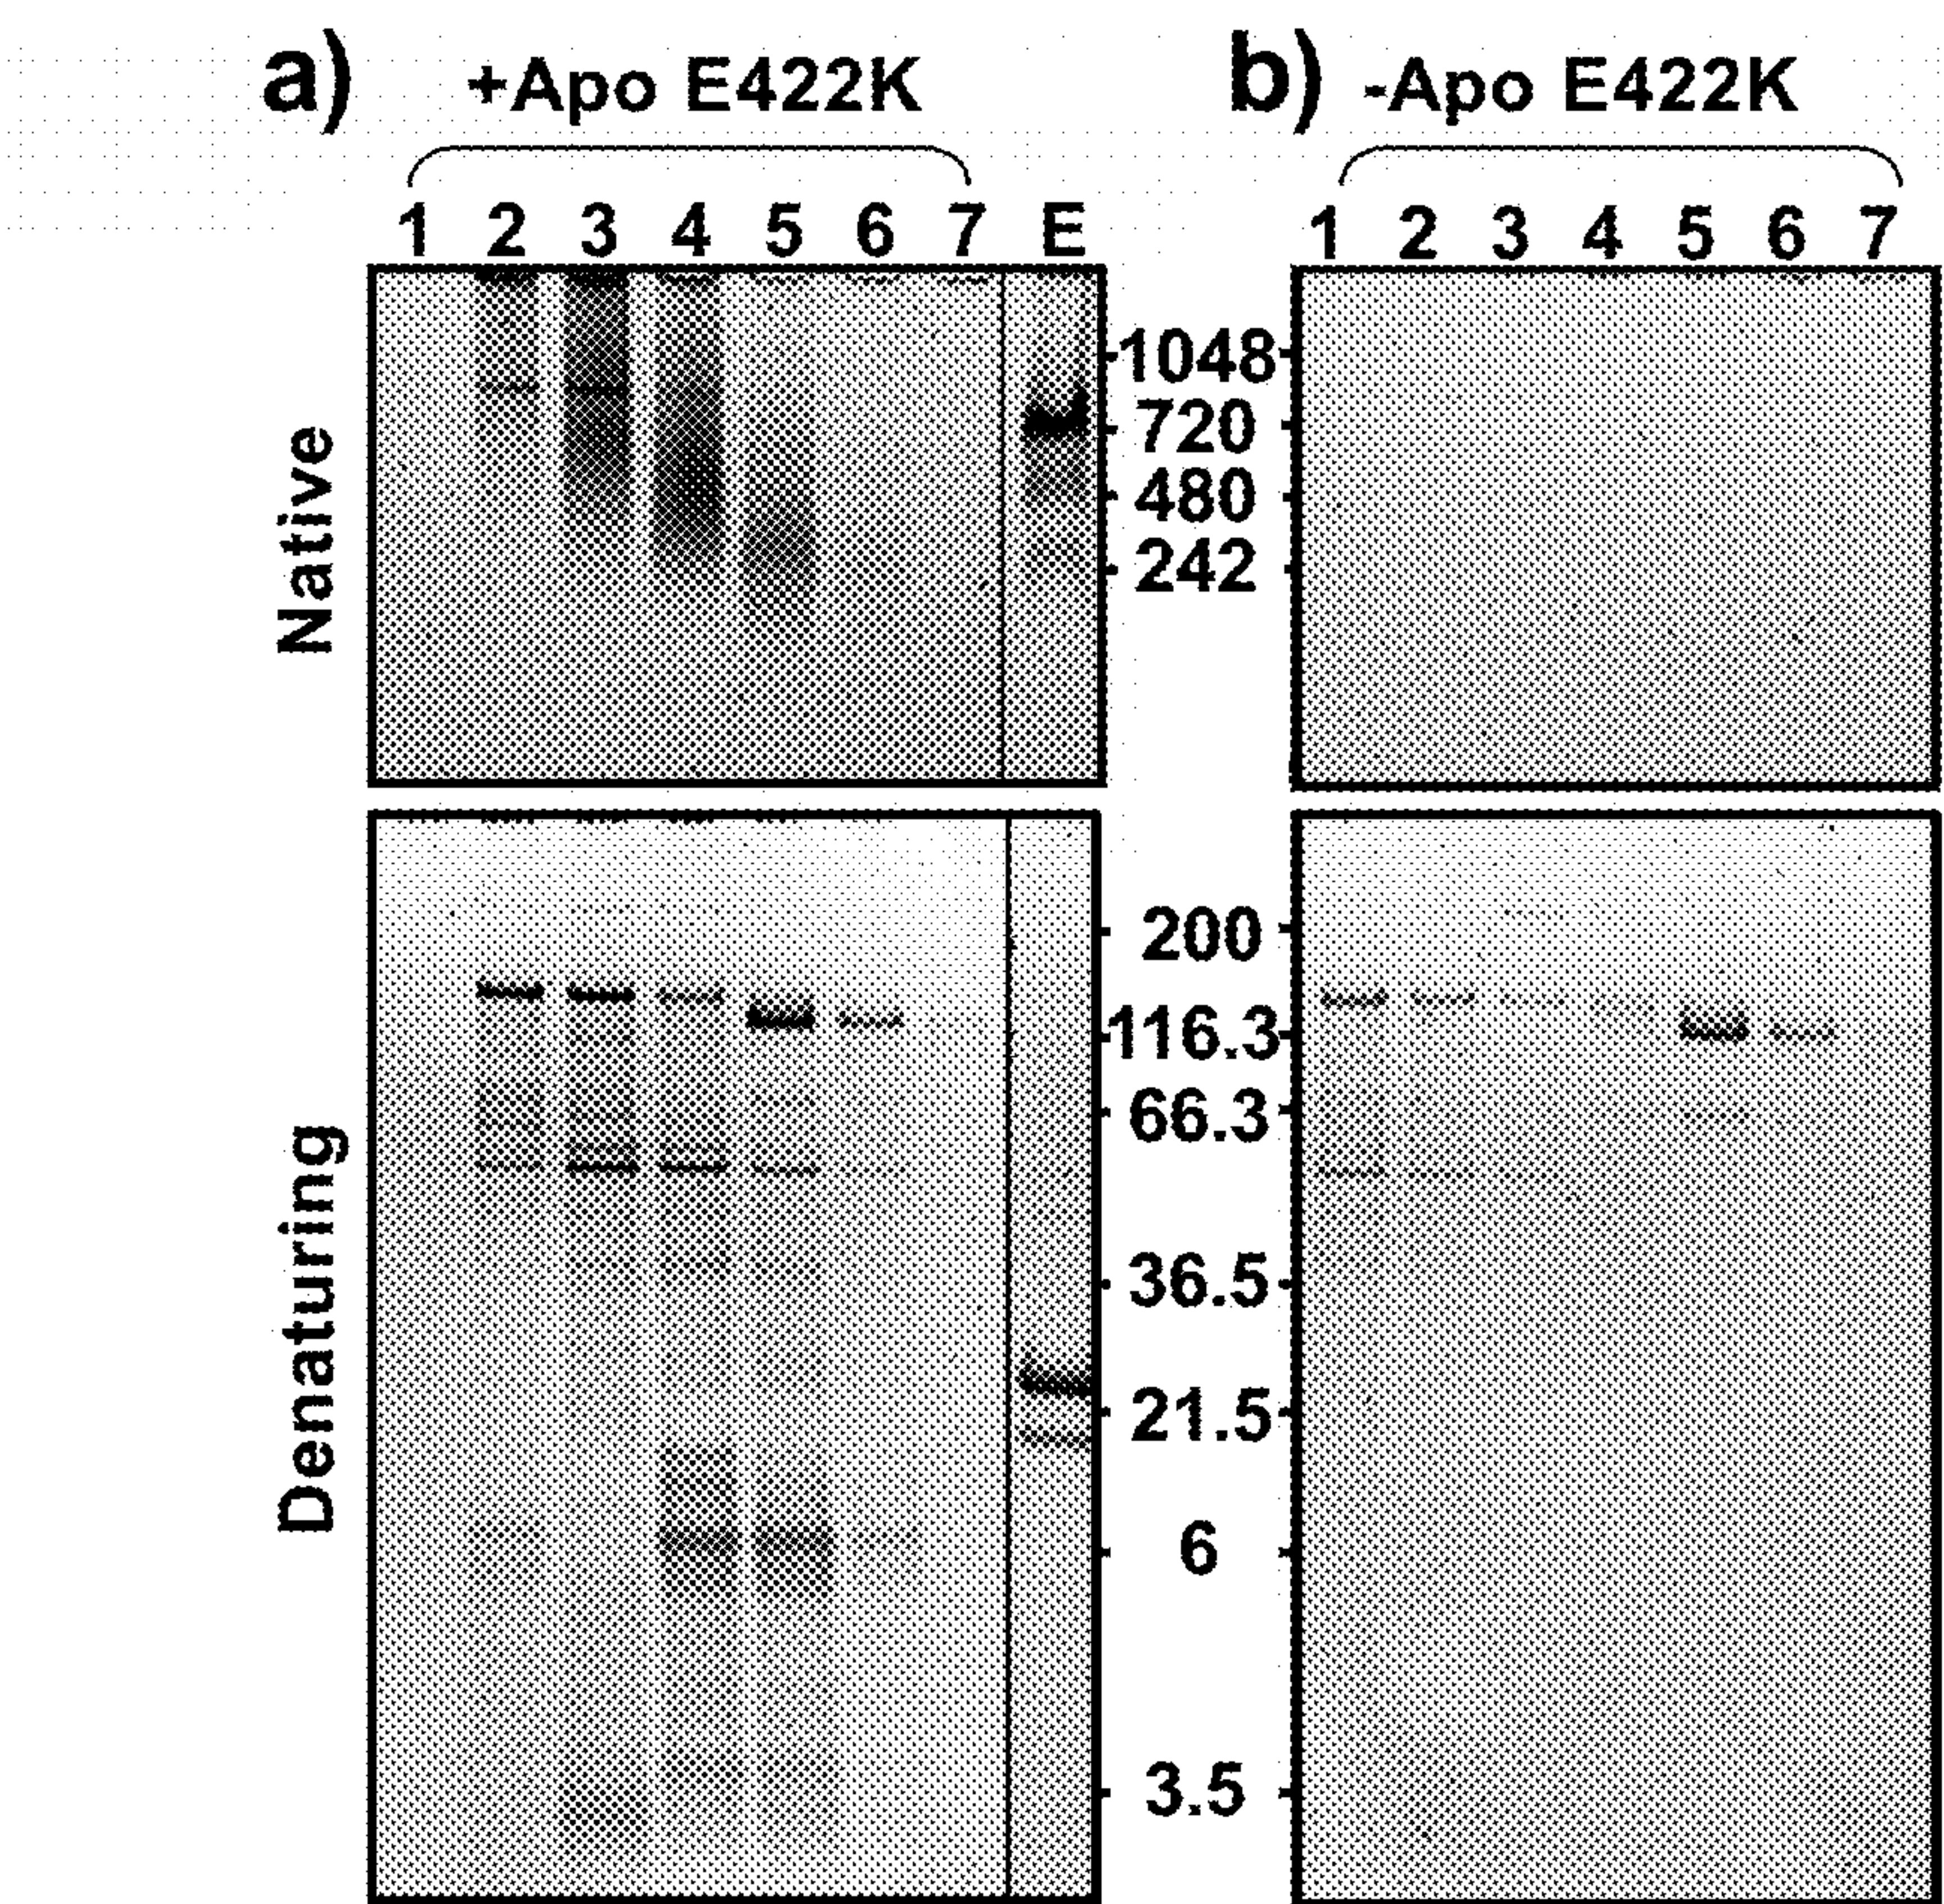 a) +Apo E422K
b) -Apo E422K
1 2 3 4 5 6 7 E
1 2 3 4 5 6 7
Native
1048
720
480
242
Denaturing
200
116.3
66.3
36.5
21.5
6
3.5